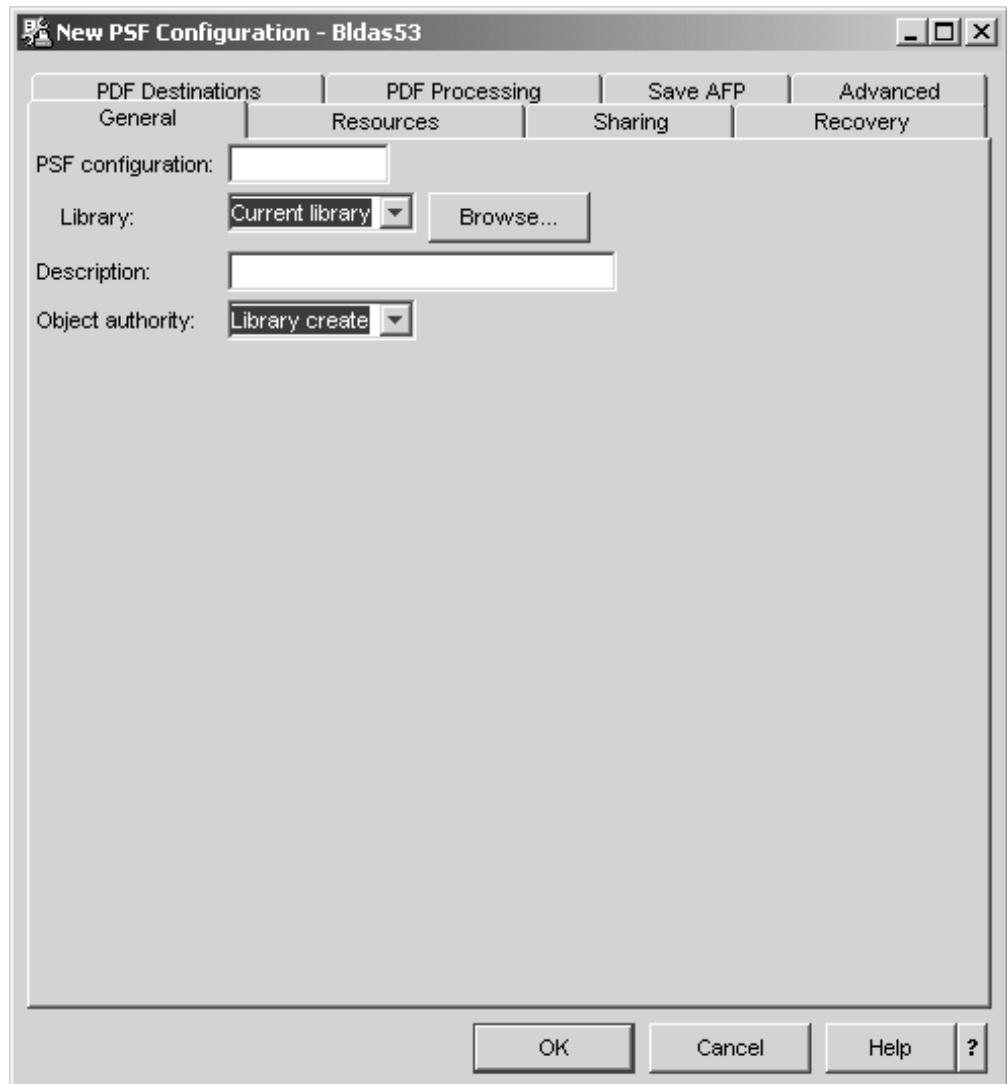 New PSF Configuration - Bldas53
PDF Destinations PDF Processing Save AFP Advanced
General Resources Sharing Recovery
PSF configuration:
Library: Current library Browse...
Description:
Object authority: Library create
OK Cancel Help ?